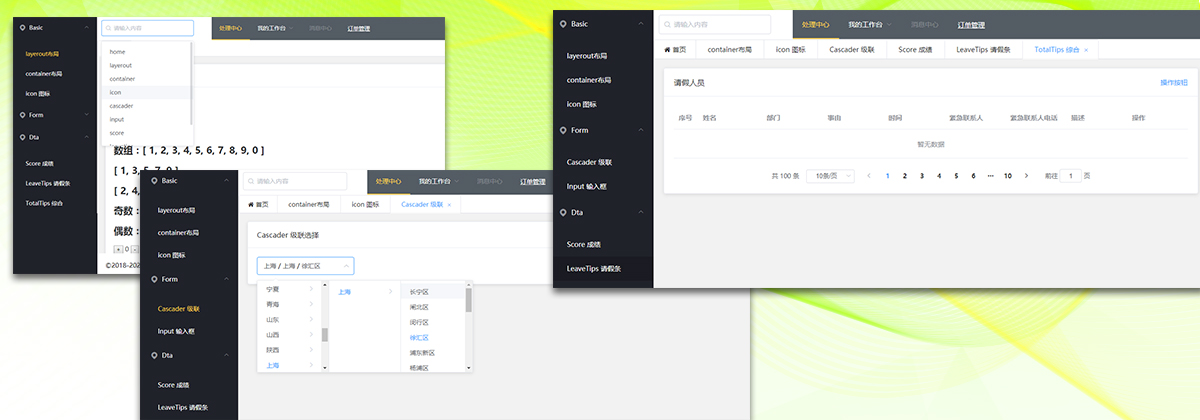 Basic
layerout布局
container布局
icon 图标
Form
Dta
Score 成绩
LeaveTips 请假条
TotalTips 综合
请输入内容
处理中心
我的工作台
消息中心
订单管理
home
layerout
container
icon
cascader
input
score
数组：[ 1, 2, 3, 4, 5, 6, 7, 8, 9, 0 ]
[ 1, 3, 5, 7, 9 ]
[ 2, 4,
奇数：
偶数：
+ 0 -
©2018-202
Basic
layerout布局
container布局
icon 图标
Form
Cascader 级联
Input 输入框
Dta
Score 成绩
LeaveTips 请假条
请输入内容
处理中心
我的工作台
消息中心
订单管理
首页
container布局
icon 图标
Cascader 级联 ×
Cascader 级联选择
上海 / 上海 / 徐汇区
宁夏
青海
山东
山西
陕西
上海
上海
长宁区
闸北区
闵行区
徐汇区
浦东新区
杨浦区
Basic
layerout布局
container布局
icon 图标
Form
Cascader 级联
Input 输入框
Dta
Score 成绩
LeaveTips 请假条
请输入内容
处理中心
我的工作台
消息中心
订单管理
首页
container布局
icon 图标
Cascader 级联
Score 成绩
LeaveTips 请假条
TotalTips 综合 ×
请假人员
操作按钮
序号 姓名 部门 事由 时间 紧急联系人 紧急联系人电话 描述 操作
暂无数据
共 100 条 10条/页 < 1 2 3 4 5 6 ··· 10 > 前往 1 页